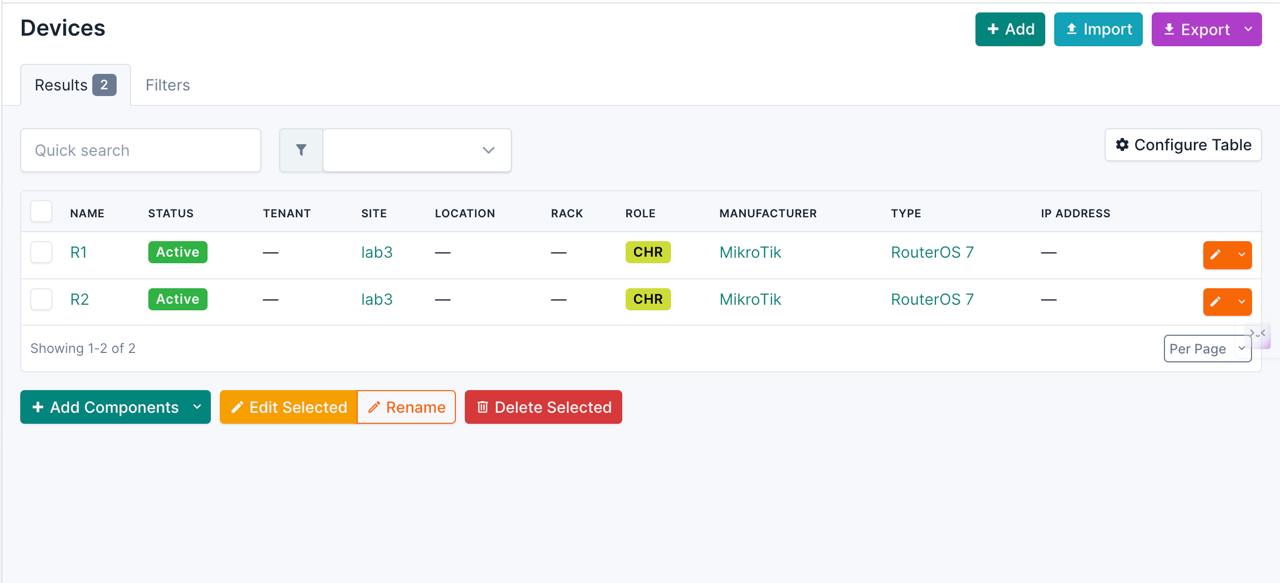 Devices
Add Import Export
Results 2 Filters
Quick search
Configure Table
NAME STATUS TENANT SITE LOCATION RACK ROLE MANUFACTURER TYPE IP ADDRESS
R1 Active — lab3 — — CHR MikroTik RouterOS 7 —
R2 Active — lab3 — — CHR MikroTik RouterOS 7 —
Showing 1-2 of 2 Per Page
Add Components Edit Selected Rename Delete Selected